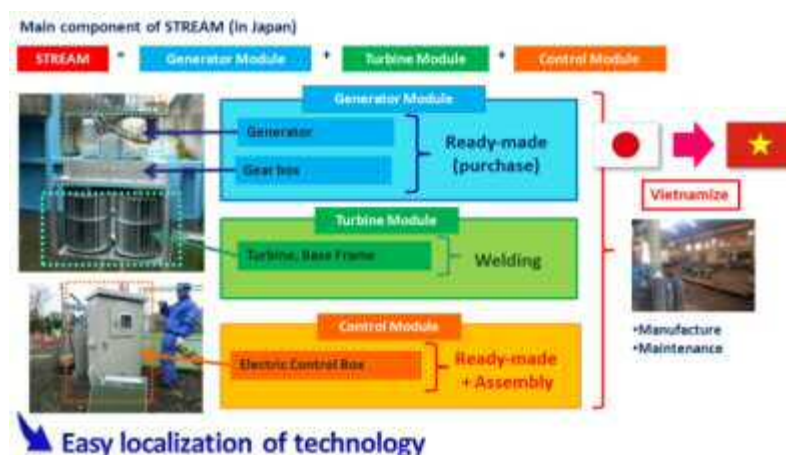 Main component of STREAM (in Japan)
STREAM = Generator Module + Turbine Module + Control Module
Generator Module
Generator
Gear box
Ready-made
(purchase)
Turbine Module
Turbine, Base Frame
Welding
Control Module
Electric Control Box
Ready-made
+ Assembly
Vietnamize
•Manufacture
•Maintenance
Easy localization of technology